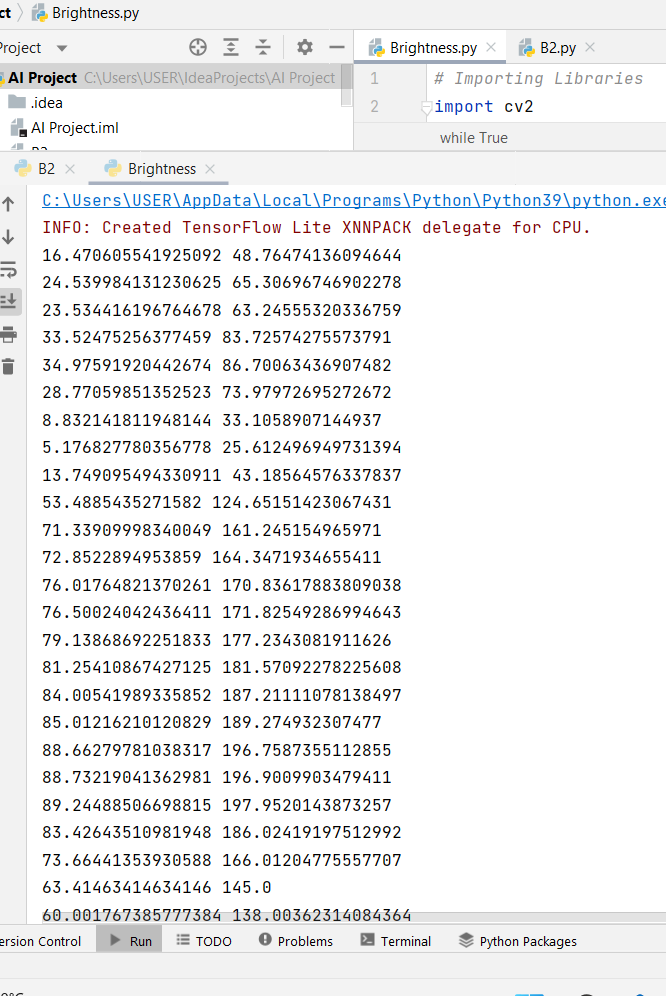 ct Brightness.py
Project
Brightness.py B2.py
AI Project C:\Users\USER\IdeaProjects\AI Project
1 # Importing Libraries
.idea
2 import cv2
AI Project.iml
while True
B2 Brightness
C:\Users\USER\AppData\Local\Programs\Python\Python39\python.exe
INFO: Created TensorFlow Lite XNNPACK delegate for CPU.
16.470605541925092 48.76474136094644
24.539984131230625 65.30696746902278
23.534416196764678 63.24555320336759
33.52475256377459 83.72574275573791
34.97591920442674 86.70063436907482
28.77059851352523 73.97972695272672
8.832141811948144 33.1058907144937
5.176827780356778 25.612496949731394
13.749095494330911 43.18564576337837
53.4885435271582 124.65151423067431
71.33909998340049 161.245154965971
72.8522894953859 164.3471934655411
76.01764821370261 170.83617883809038
76.50024042436411 171.82549286994643
79.13868692251833 177.2343081911626
81.25410867427125 181.57092278225608
84.00541989335852 187.21111078138497
85.01216210120829 189.274932307477
88.66279781038317 196.7587355112855
88.73219041362981 196.9009903479411
89.24488506698815 197.9520143873257
83.42643510981948 186.02419197512992
73.66441353930588 166.01204775557707
63.41463414634146 145.0
60.001767385777384 138.00362314084364
ersion Control Run TODO Problems Terminal Python Packages